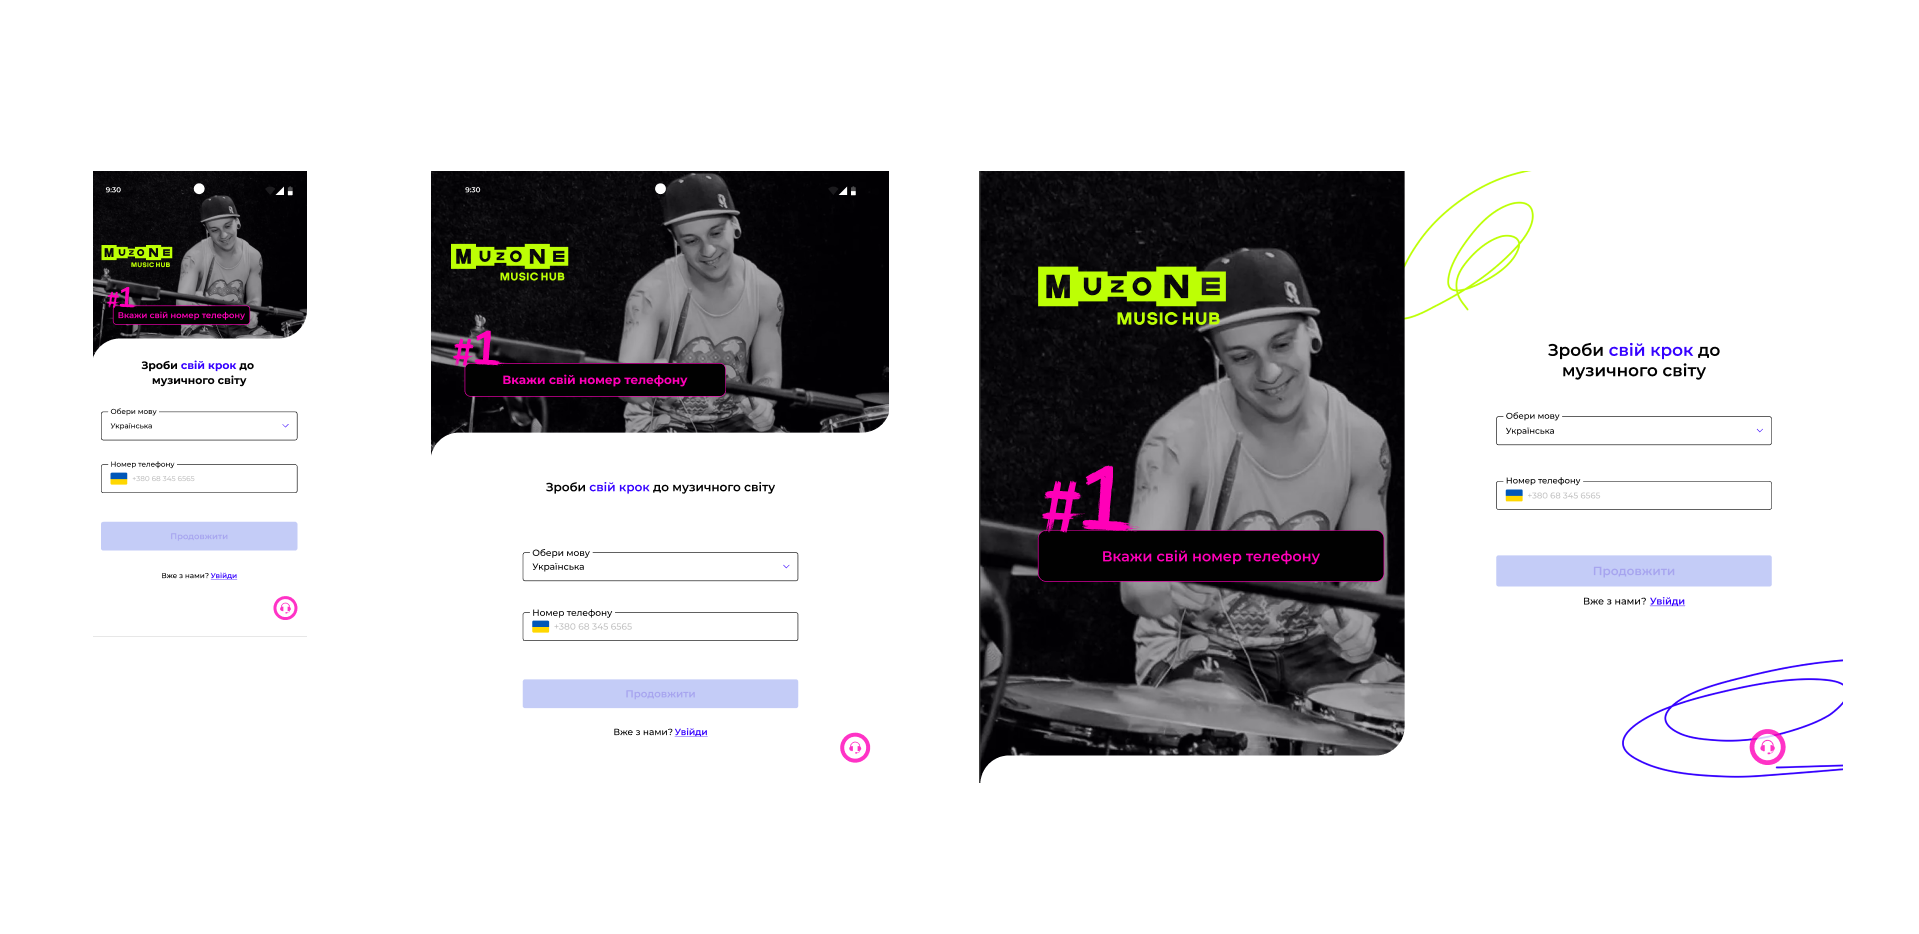 9:30
MUZONE
MUSIC HUB
#1
Вкажи свій номер телефону
Зроби свій крок до
музичного світу
Обери мову
Українська
Номер телефону
+380 68 345 6565
Продовжити
Вже з нами? Увійди
9:30
MUZONE
MUSIC HUB
#1
Вкажи свій номер телефону
Зроби свій крок до музичного світу
Обери мову
Українська
Номер телефону
+380 68 345 6565
Продовжити
Вже з нами? Увійди
MUZONE
MUSIC HUB
#1
Вкажи свій номер телефону
Зроби свій крок до
музичного світу
Обери мову
Українська
Номер телефону
+380 68 345 6565
Продовжити
Вже з нами? Увійди